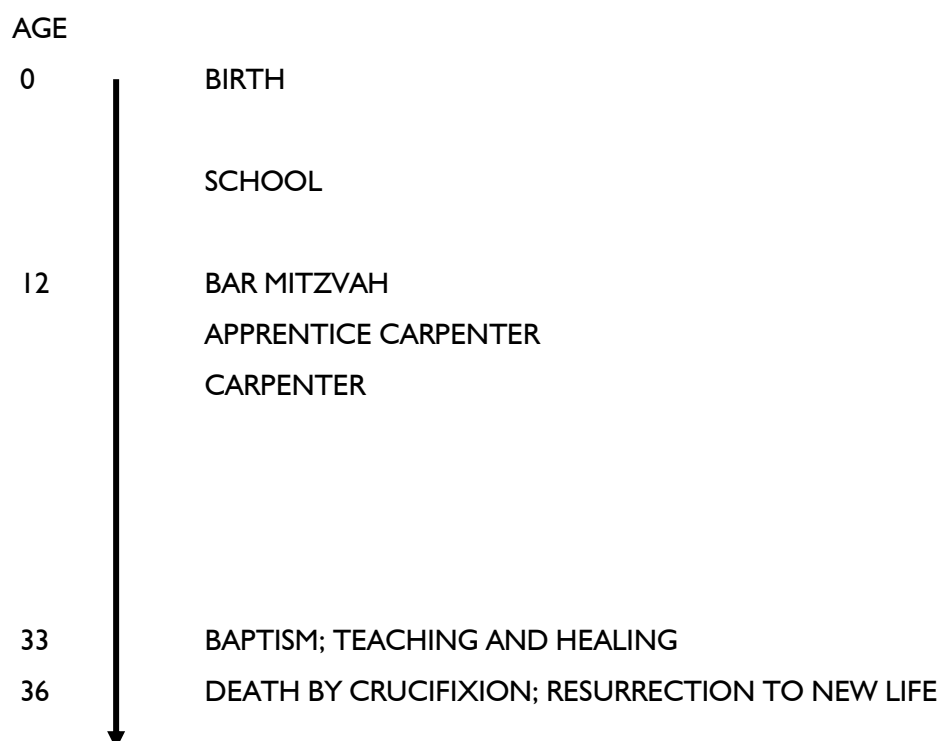 AGE
0 BIRTH
SCHOOL
12 BAR MITZVAH
APPRENTICE CARPENTER
CARPENTER
33 BAPTISM; TEACHING AND HEALING
36 DEATH BY CRUCIFIXION; RESURRECTION TO NEW LIFE